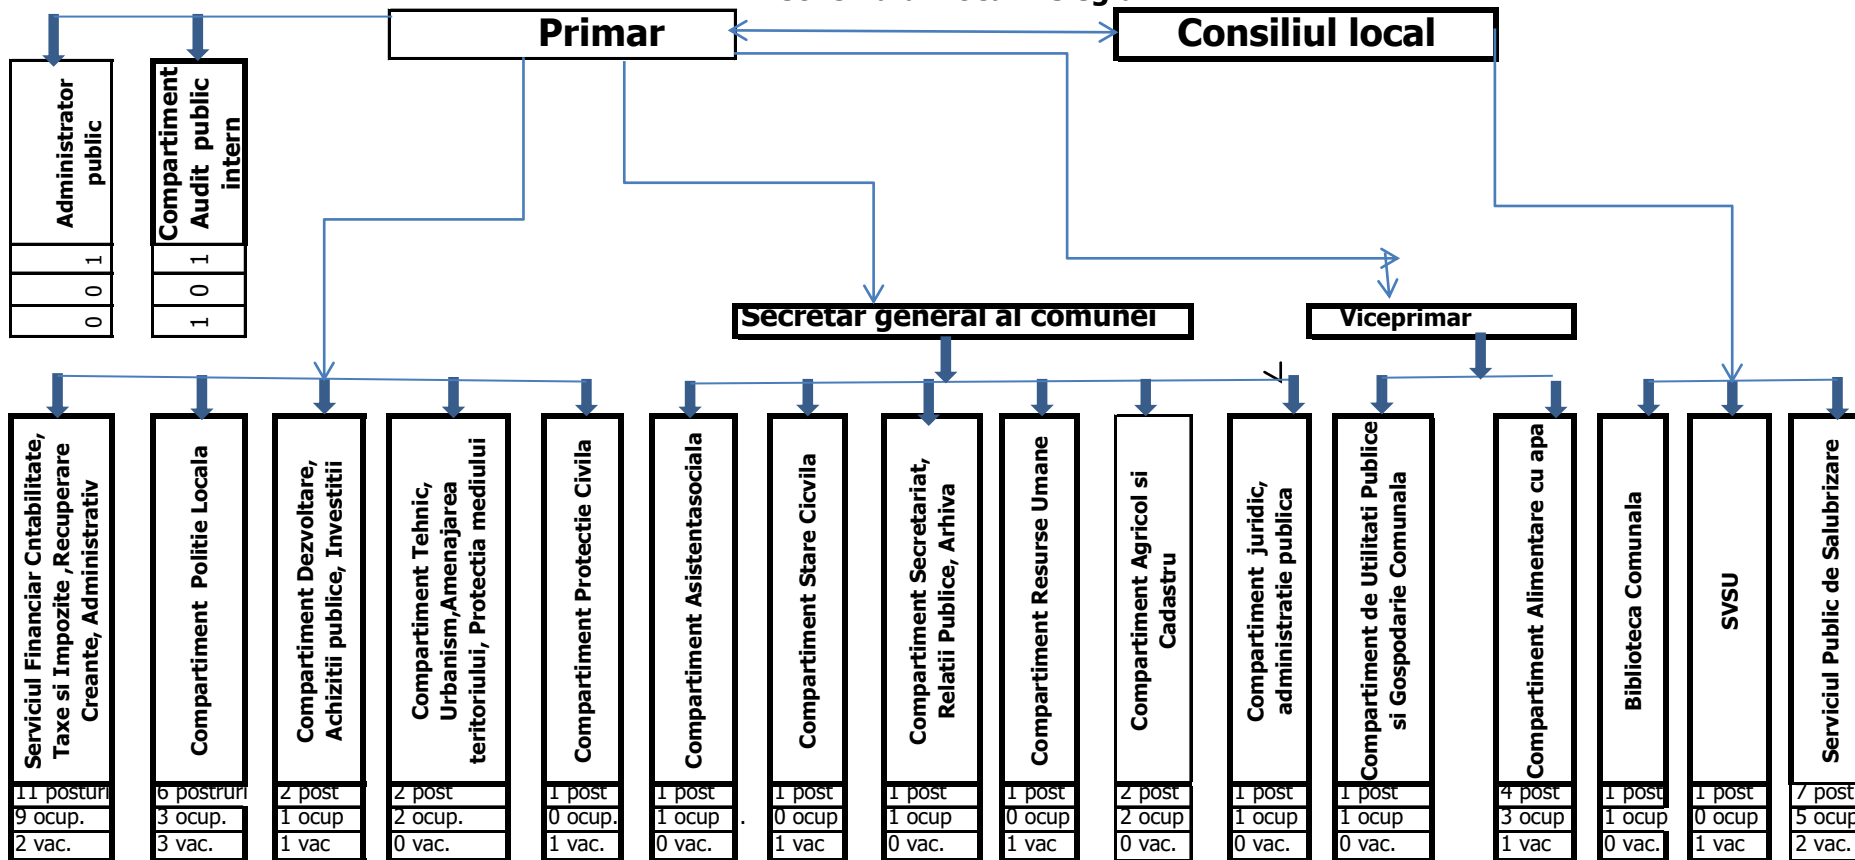 Primar
Consiliul local
Administrator
public
1
0
0
Compartiment
Audit public
intern
1
0
1
Secretar general al comunei
Viceprimar
Serviciul Financiar Cntabilitate,
Taxe si Impozite ,Recuperare
Creante, Administrativ
11 posturi
9 ocup.
2 vac.
Compartiment Politie Locala
6 postruri
3 ocup.
3 vac.
Compartiment Dezvoltare,
Achizitii publice, Investitii
2 post
1 ocup
1 vac
Compartiment Tehnic,
Urbanism,Amenajarea
teritoriului, Protectia mediului
2 post
2 ocup.
0 vac.
Compartiment Protectie Civila
1 post
0 ocup.
1 vac.
Compartiment Asistentasociala
1 post
1 ocup .
0 vac.
Compartiment Stare Cicvila
1 post
0 ocup
1 vac
Compartiment Secretariat,
Relatii Publice, Arhiva
1 post
1 ocup
0 vac.
Compartiment Resurse Umane
1 post
0 ocup
1 vac
Compartiment Agricol si
Cadastru
2 post
2 ocup
0 vac.
Compartiment juridic,
administratie publica
1 post
1 ocup
0 vac.
Compartiment de Utilitati Publice
si Gospodarie Comunala
1 post
1 ocup
0 vac.
Compartiment Alimentare cu apa
4 post
3 ocup
1 vac
Biblioteca Comunala
1 post
1 ocup
0 vac.
SVSU
1 post
0 ocup
1 vac
Serviciul Public de Salubrizare
7 post
5 ocup
2 vac.